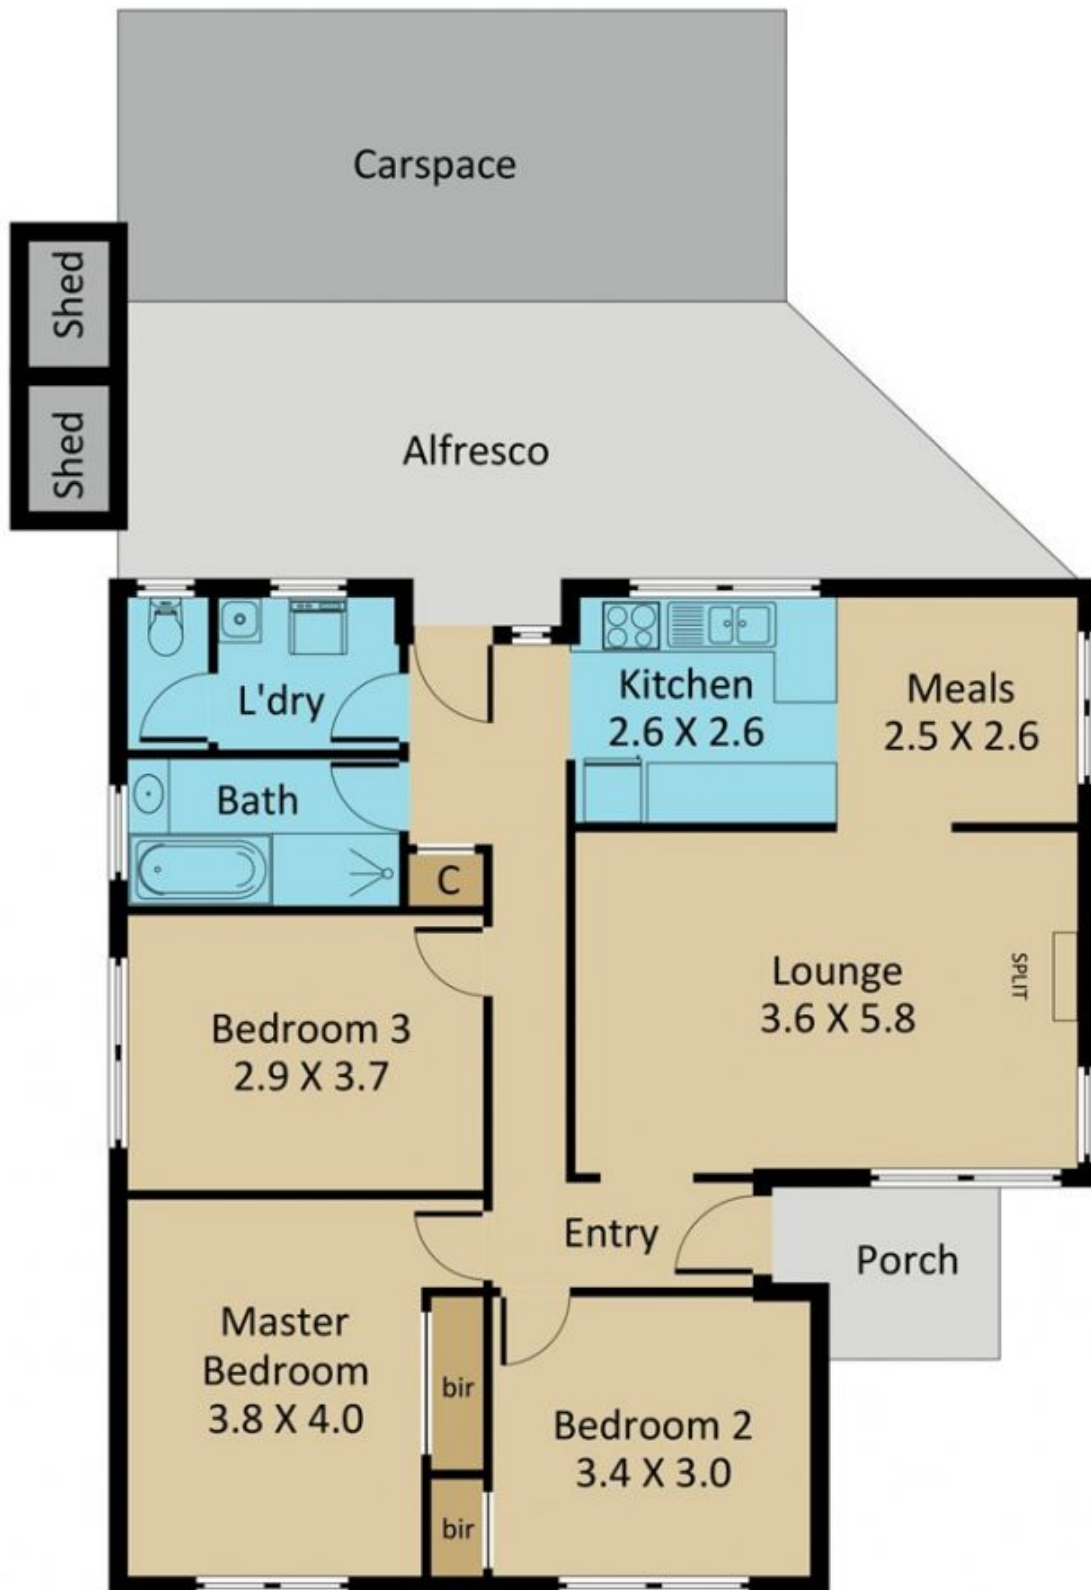 Carspace
Shed
Shed
Alfresco
L'dry
Kitchen
2.6 X 2.6
Meals
2.5 X 2.6
Bath
C
Lounge
3.6 X 5.8
SPLIT
Bedroom 3
2.9 X 3.7
Entry
Porch
Master
Bedroom
3.8 X 4.0
bir
Bedroom 2
3.4 X 3.0
bir